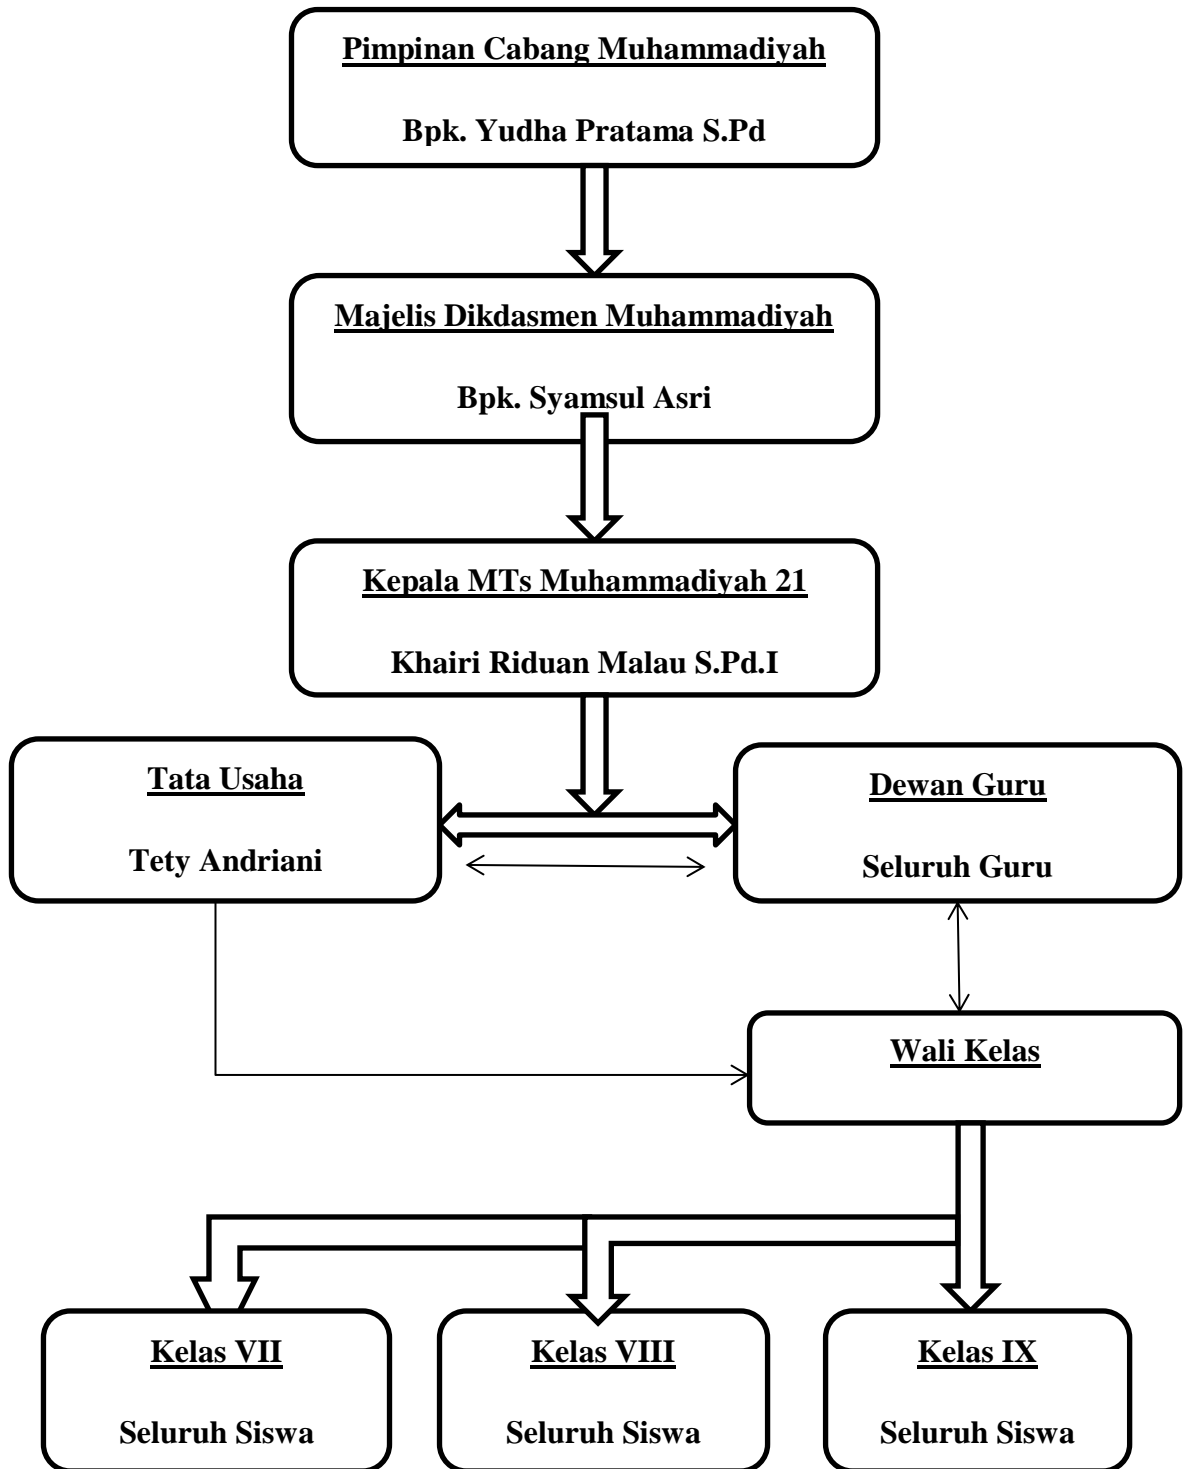 Pimpinan Cabang Muhammadiyah
Bpk. Yudha Pratama S.Pd
Majelis Dikdasmen Muhammadiyah
Bpk. Syamsul Asri
Kepala MTs Muhammadiyah 21
Khairi Riduan Malau S.Pd.I
Tata Usaha
Tety Andriani
Dewan Guru
Seluruh Guru
Wali Kelas
Kelas VII
Seluruh Siswa
Kelas VIII
Seluruh Siswa
Kelas IX
Seluruh Siswa